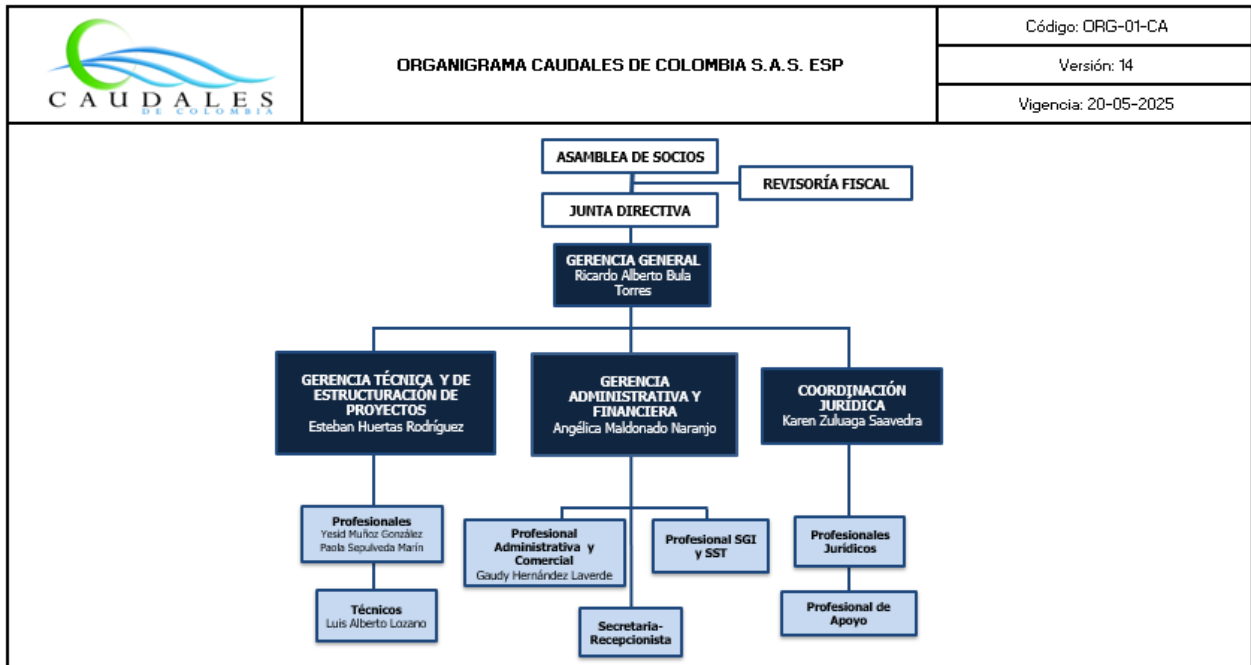 CAUDALES
DE COLOMBIA
ORGANIGRAMA CAUDALES DE COLOMBIA S.A.S. ESP
Código: ORG-01-CA
Versión: 14
Vigencia: 20-05-2025
ASAMBLEA DE SOCIOS
REVISORÍA FISCAL
JUNTA DIRECTIVA
GERENCIA GENERAL
Ricardo Alberto Bula
Torres
GERENCIA TÉCNICA Y DE
ESTRUCTURACIÓN DE
PROYECTOS
Esteban Huertas Rodríguez
GERENCIA
ADMINISTRATIVA Y
FINANCIERA
Angélica Maldonado Naranjo
COORDINACIÓN
JURÍDICA
Karen Zuluaga Saavedra
Profesionales
Yesid Muñoz González
Paola Sepulveda Marín
Profesional
Administrativa y
Comercial
Gaudy Hernández Laverde
Profesional SGI
y SST
Profesionales
Jurídicos
Técnicos
Luis Alberto Lozano
Secretaria-
Recepcionista
Profesional de
Apoyo